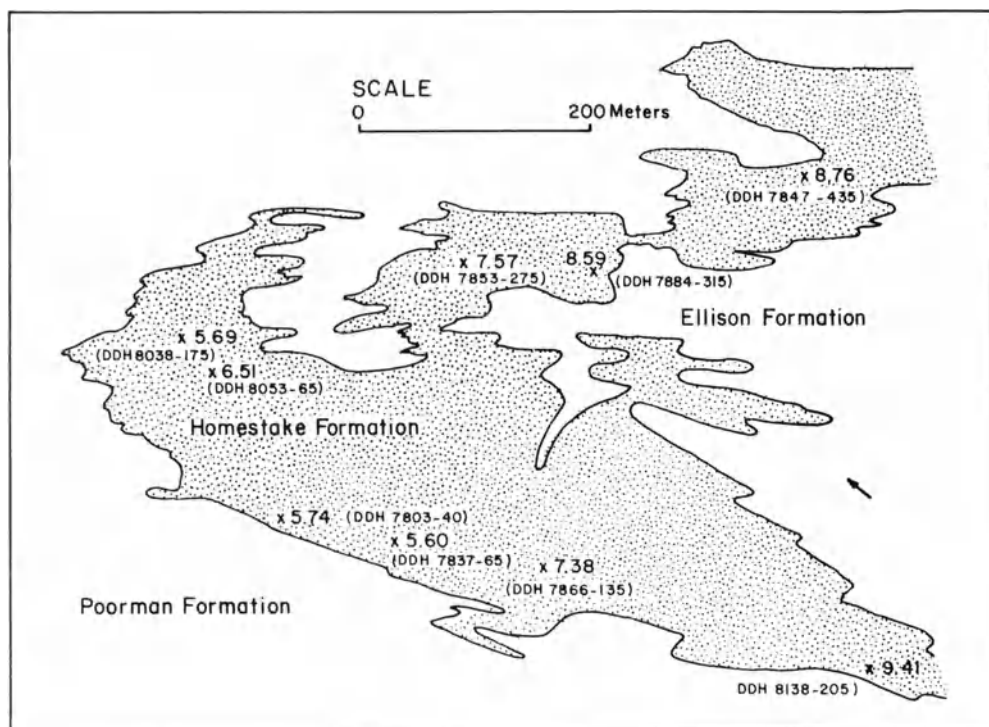 SCALE
0 200 Meters
x 8.76
(DDH 7847 - 435)
x 7.57
(DDH 7853 - 275)
8.59
x
(DDH 7884 - 315)
Ellison Formation
x 5.69
(DDH 8038 - 175)
x 6.51
(DDH 8053 - 65)
Homestake Formation
x 5.74 (DDH 7803 - 40)
x 5.60
(DDH 7837 - 65)
x 7.38
(DDH 7866 - 135)
Poorman Formation
x 9.41
DDH 8138 - 205)